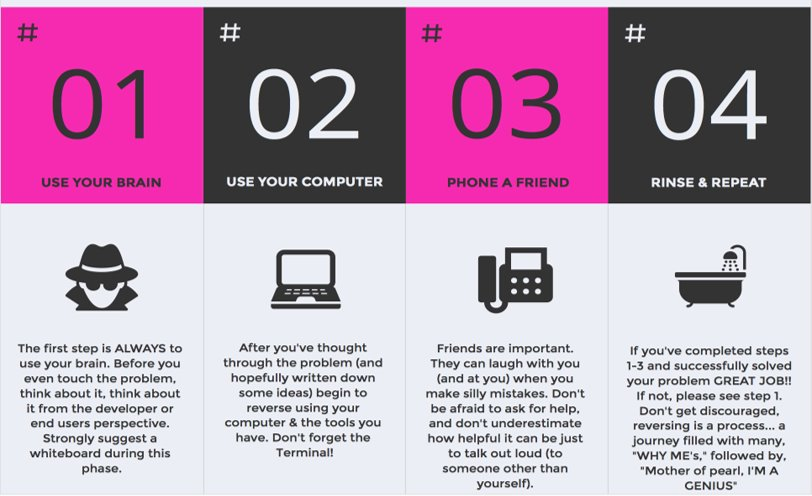 #
01
USE YOUR BRAIN
The first step is ALWAYS to
use your brain. Before you
even touch the problem,
think about it, think about
it from the developer or
end users perspective.
Strongly suggest a
whiteboard during this
phase.
#
02
USE YOUR COMPUTER
After you've thought
through the problem (and
hopefully written down
some ideas) begin to
reverse using your
computer & the tools you
have. Don't forget the
Terminal!
#
03
PHONE A FRIEND
Friends are important.
They can laugh with you
(and at you) when you
make silly mistakes. Don't
be afraid to ask for help,
and don't underestimate
how helpful it can be just
to talk out loud (to
someone other than
yourself).
#
04
RINSE & REPEAT
If you've completed steps
1-3 and successfully solved
your problem GREAT JOB!!
If not, please see step 1.
Don't get discouraged,
reversing is a process... a
journey filled with many,
"WHY ME's," followed by,
"Mother of pearl, I'M A
GENIUS"